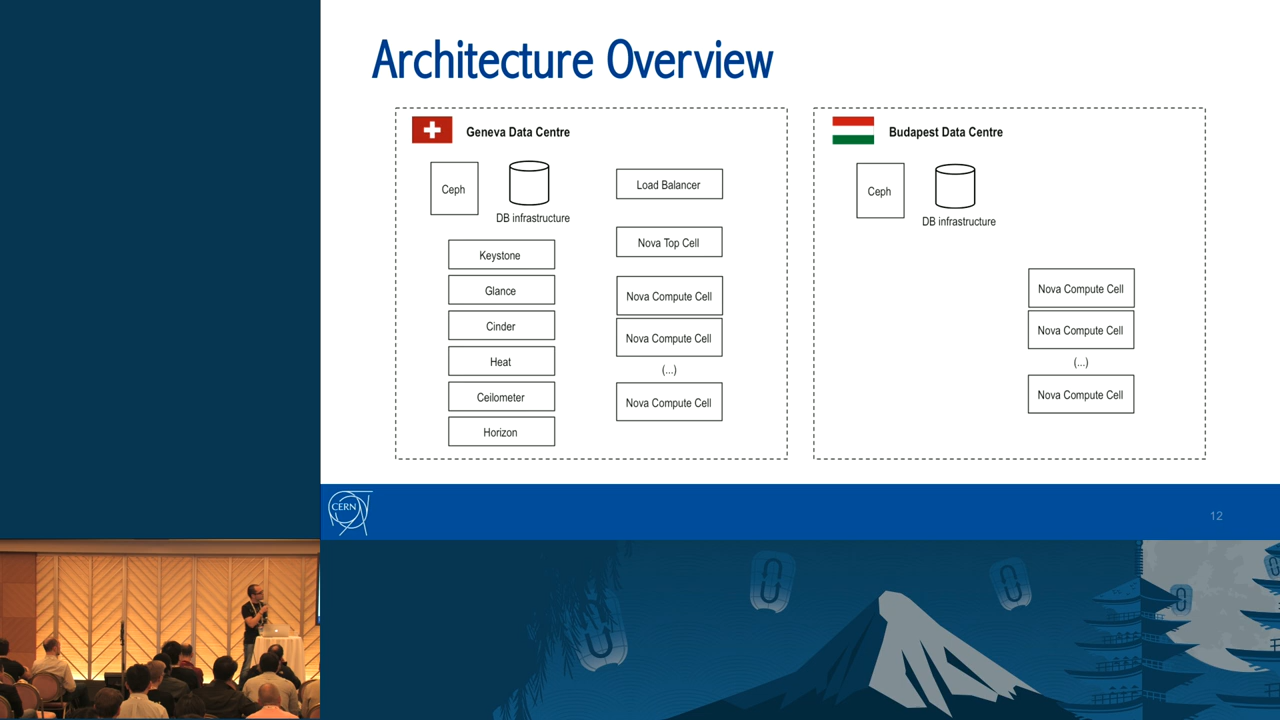 Architecture Overview
Geneva Data Centre
Ceph
DB infrastructure
Keystone
Glance
Cinder
Heat
Ceilometer
Horizon
Load Balancer
Nova Top Cell
Nova Compute Cell
Nova Compute Cell
(...)
Nova Compute Cell
Budapest Data Centre
Ceph
DB infrastructure
Nova Compute Cell
Nova Compute Cell
(...)
Nova Compute Cell
CERN
12